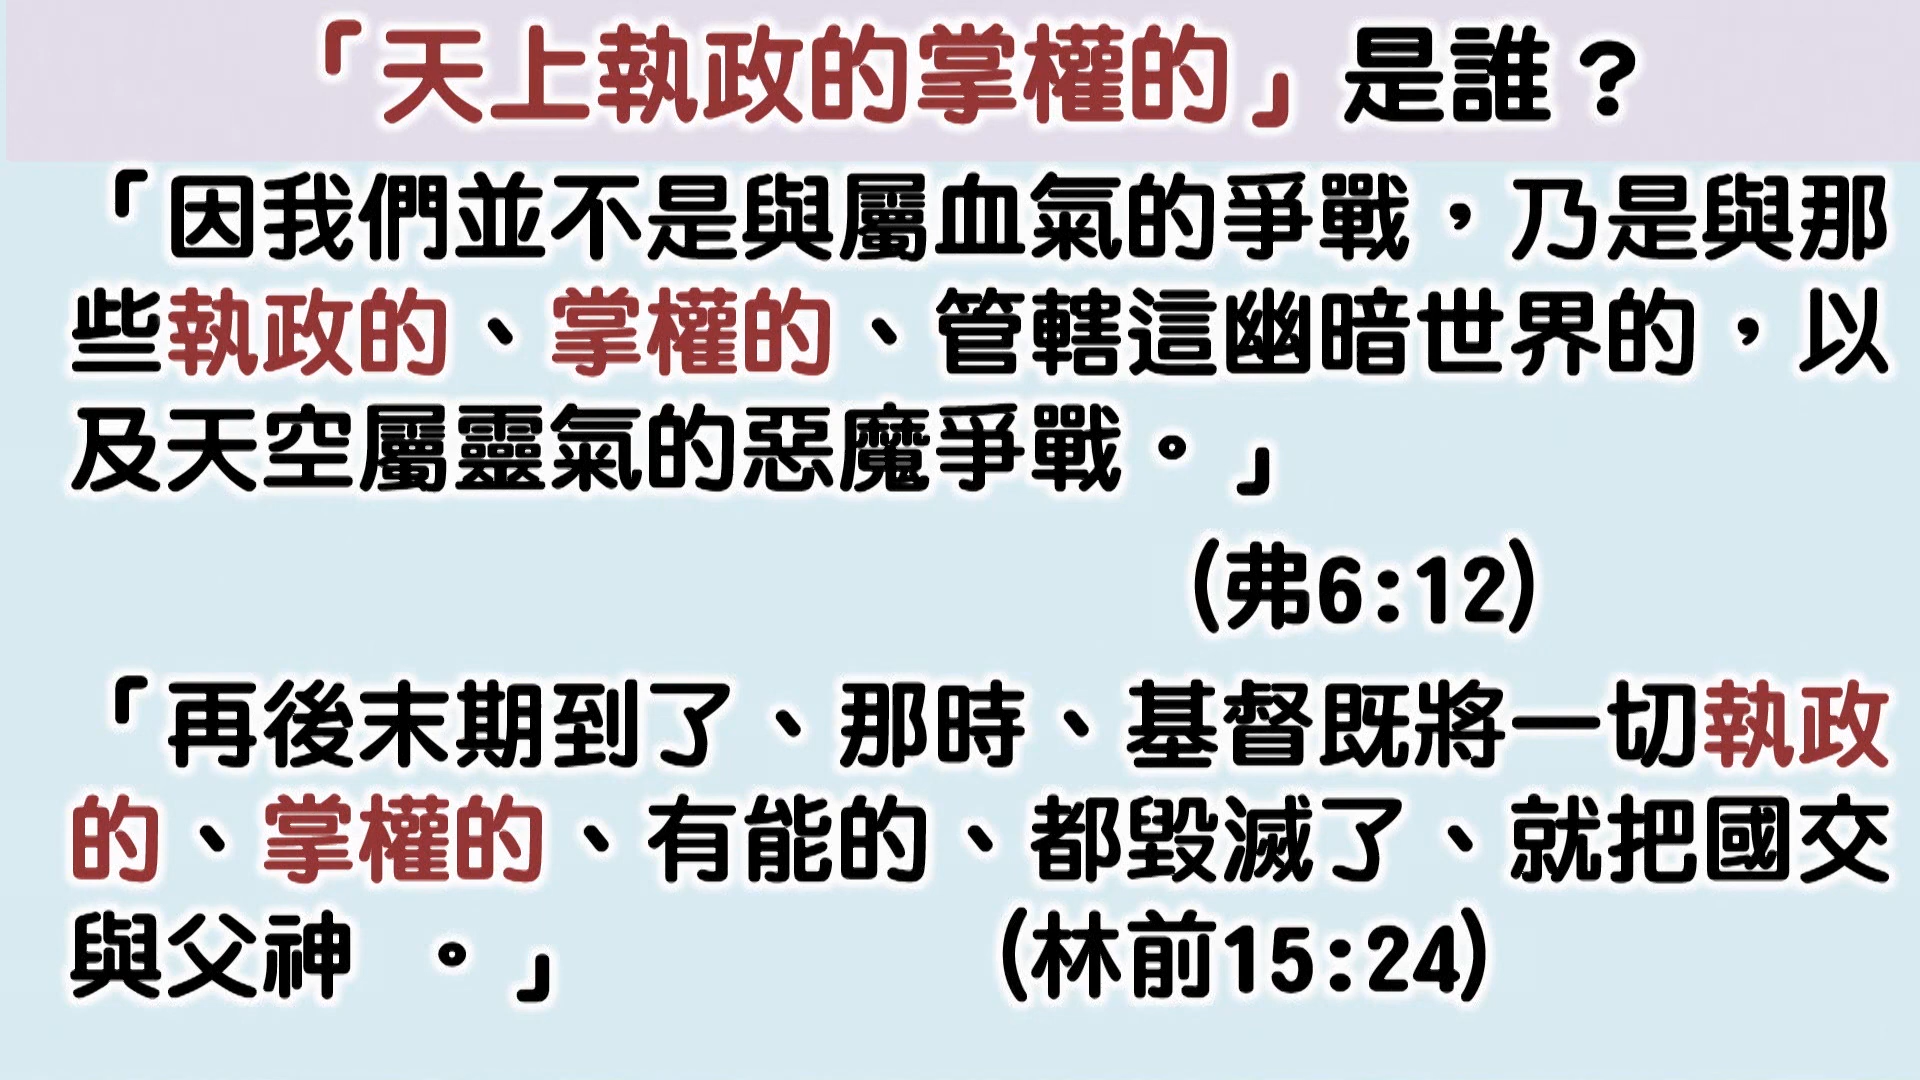 「天上執政的掌權的」是誰？
「因我們並不是與屬血氣的爭戰，乃是與那
些執政的、掌權的、管轄這幽暗世界的，以
及天空屬靈氣的惡魔爭戰。」
(弗6:12)
「再後末期到了、那時、基督既將一切執政
的、掌權的、有能的、都毀滅了、就把國交
與父神 。」 (林前15:24)